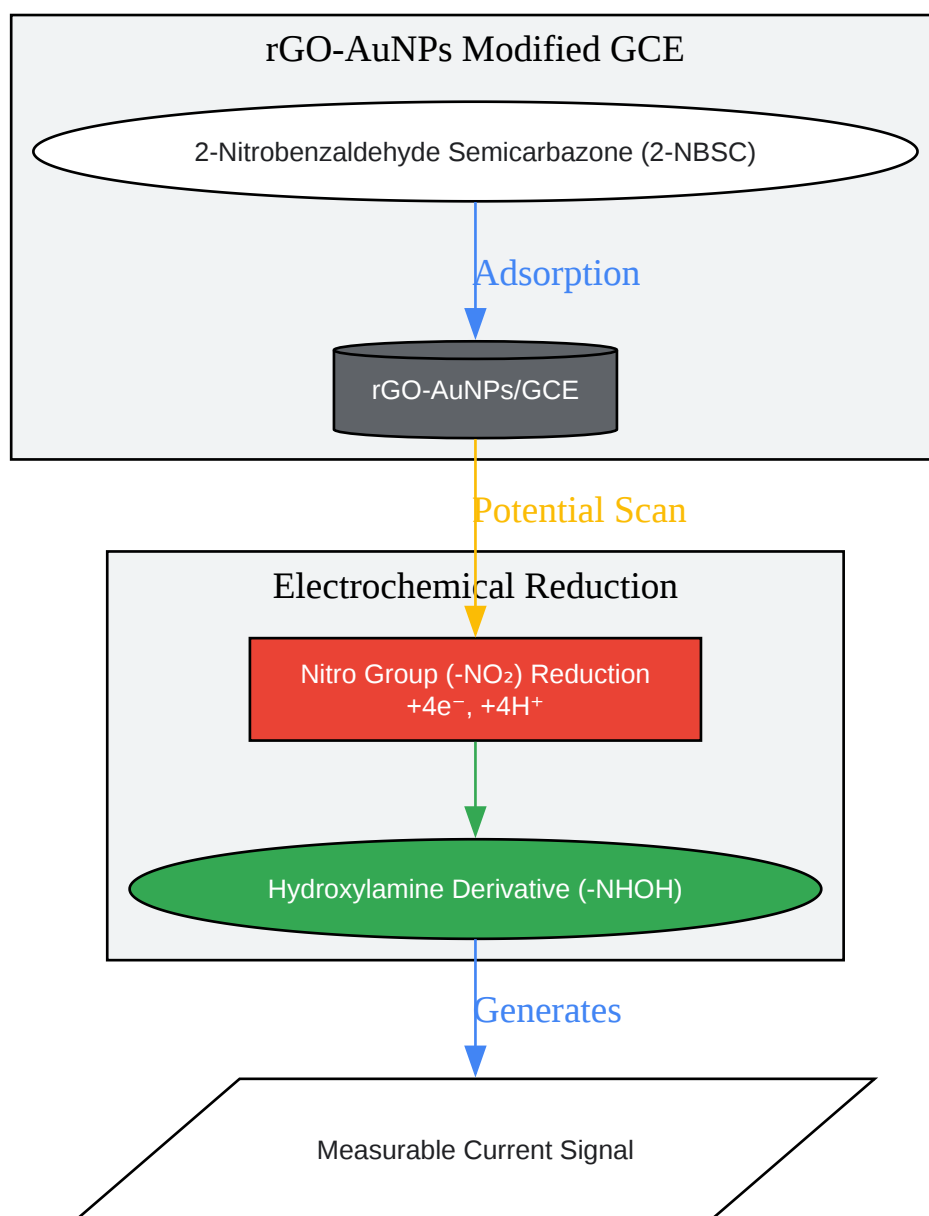 rGO-AuNPs Modified GCE
2-Nitrobenzaldehyde Semicarbazone (2-NBSC)
Adsorption
rGO-AuNPs/GCE
Potential Scan
Electrochemical Reduction
Nitro Group (-NO₂) Reduction
+4e⁻, +4H⁺
Hydroxylamine Derivative (-NHOH)
Generates
Measurable Current Signal